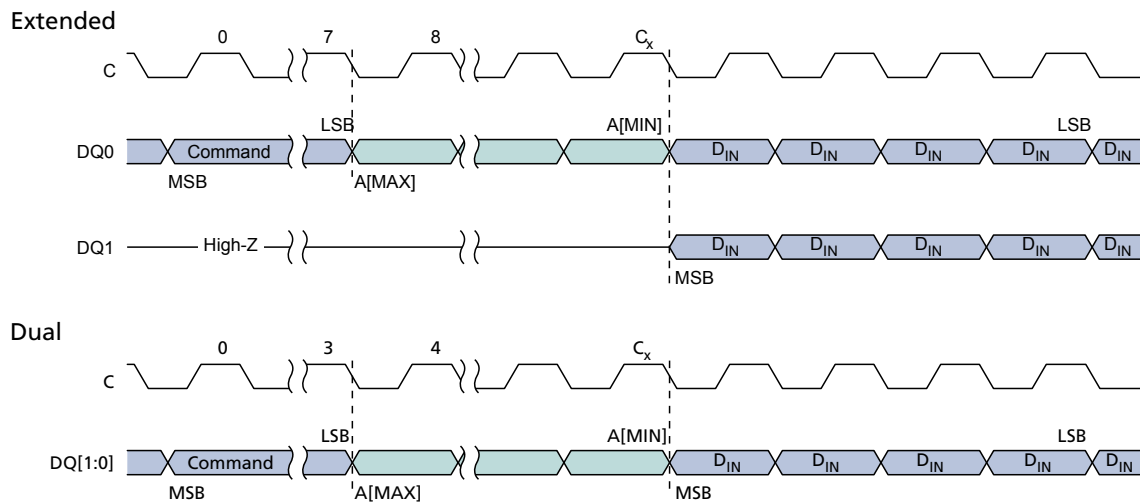 Extended
0 7 8 Cx
C
LSB A[MIN] LSB
DQ0 Command DIN DIN DIN DIN DIN
MSB A[MAX]
DQ1 High-Z DIN DIN DIN DIN DIN
MSB
Dual
0 3 4 Cx
C
LSB A[MIN] LSB
DQ[1:0] Command DIN DIN DIN DIN DIN
MSB A[MAX] MSB